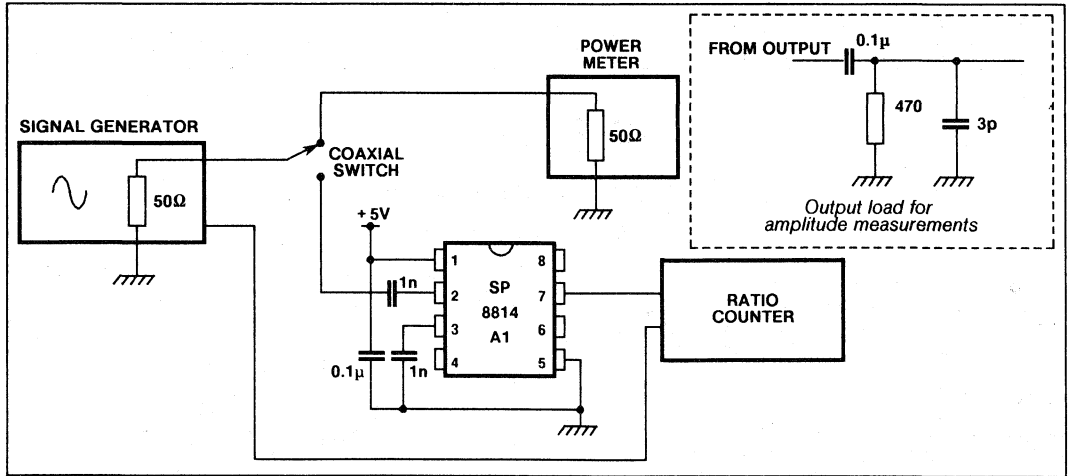 SIGNAL GENERATOR
50Ω
COAXIAL
SWITCH
POWER
METER
50Ω
FROM OUTPUT
0.1µ
470
3p
Output load for
amplitude measurements
+5V
1n
0.1µ
1n
1
2
3
4
SP
8814
A1
8
7
6
5
RATIO
COUNTER